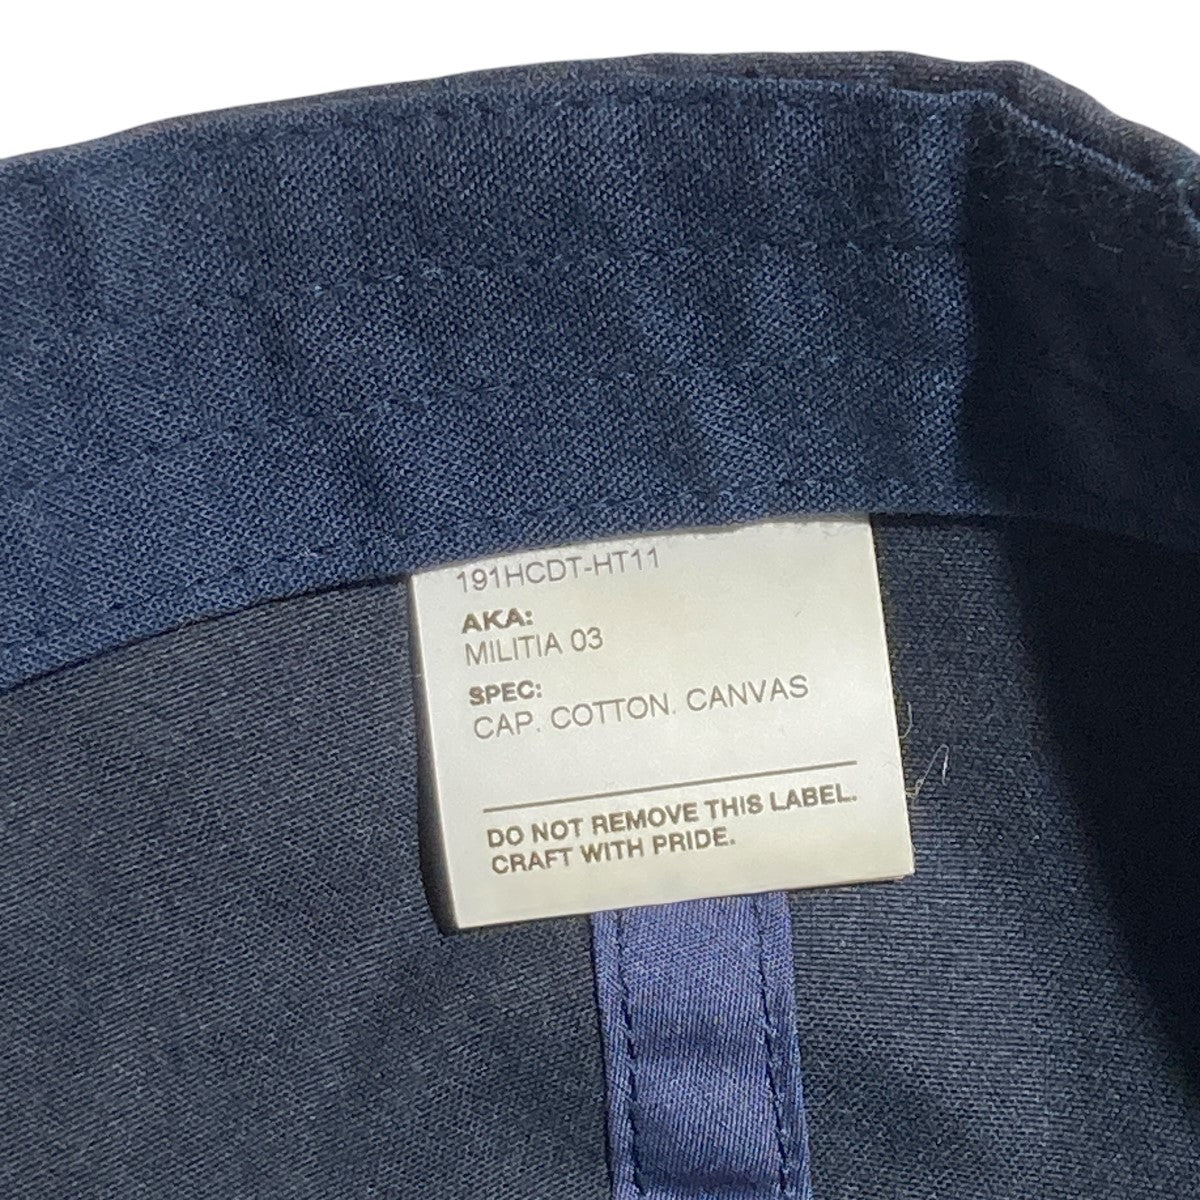 191HCDT-HT11
AKA:
MILITIA 03
SPEC:
CAP. COTTON. CANVAS
DO NOT REMOVE THIS LABEL.
CRAFT WITH PRIDE.